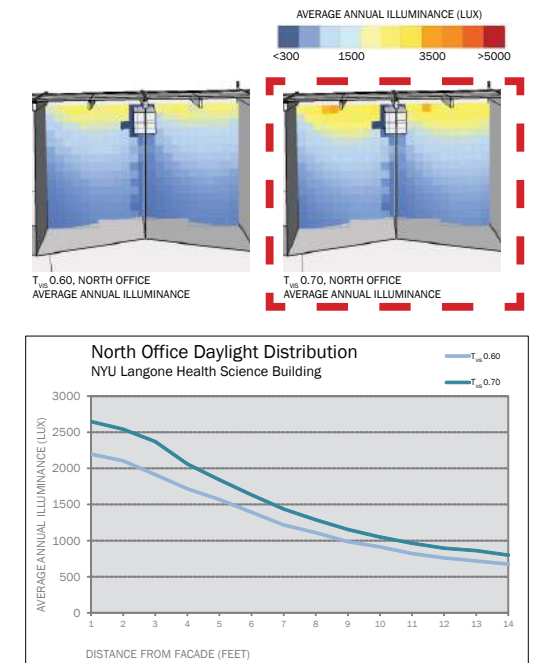 AVERAGE ANNUAL ILLUMINANCE (LUX)
<300 1500 3500 >5000
Tvis 0.60, NORTH OFFICE
AVERAGE ANNUAL ILLUMINANCE
Tvis 0.70, NORTH OFFICE
AVERAGE ANNUAL ILLUMINANCE
North Office Daylight Distribution
NYU Langone Health Science Building
Tvis 0.60
Tvis 0.70
AVERAGE ANNUAL ILLUMINANCE (LUX)
3000
2500
2000
1500
1000
500
0
1 2 3 4 5 6 7 8 9 10 11 12 13 14
DISTANCE FROM FACADE (FEET)